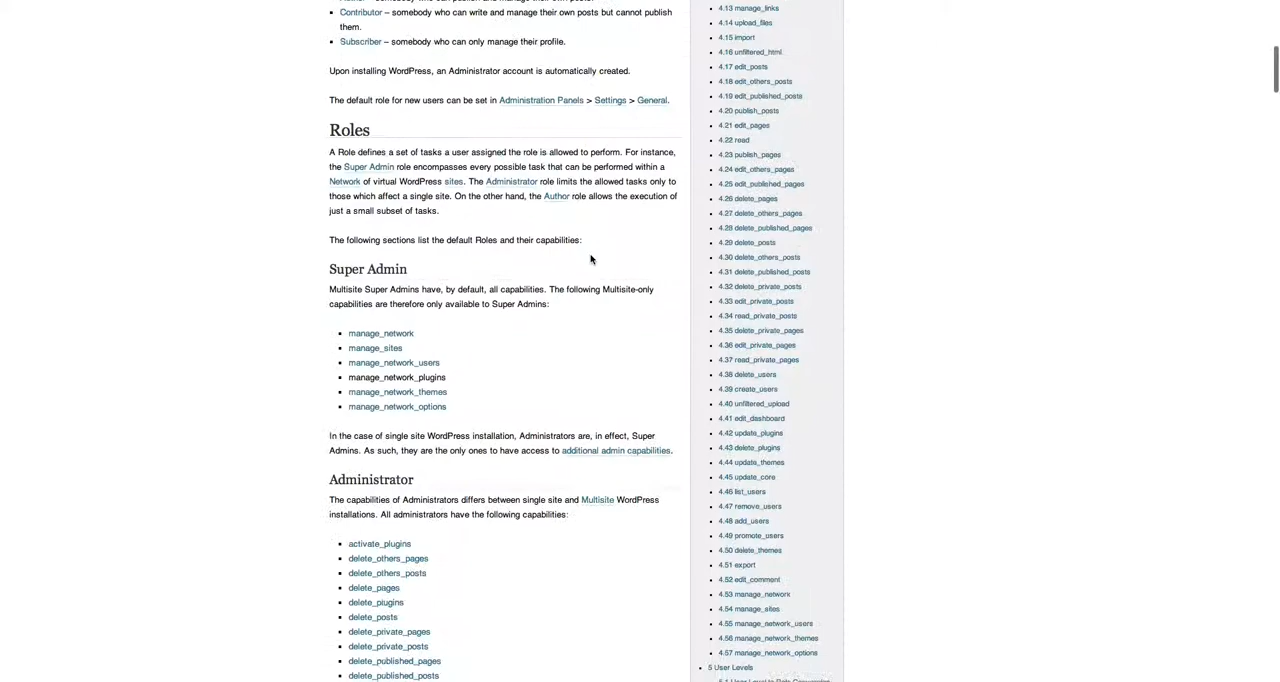 Contributor – somebody who can write and manage their own posts but cannot publish
them.
Subscriber – somebody who can only manage their profile.
Upon installing WordPress, an Administrator account is automatically created.
The default role for new users can be set in Administration Panels > Settings > General.
Roles
A Role defines a set of tasks a user assigned the role is allowed to perform. For instance,
the Super Admin role encompasses every possible task that can be performed within a
Network of virtual WordPress sites. The Administrator role limits the allowed tasks only to
those which affect a single site. On the other hand, the Author role allows the execution of
just a small subset of tasks.
The following sections list the default Roles and their capabilities:
Super Admin
Multisite Super Admins have, by default, all capabilities. The following Multisite-only
capabilities are therefore only available to Super Admins:
manage_network
manage_sites
manage_network_users
manage_network_plugins
manage_network_themes
manage_network_options
In the case of single site WordPress installation, Administrators are, in effect, Super
Admins. As such, they are the only ones to have access to additional admin capabilities.
Administrator
The capabilities of Administrators differs between single site and Multisite WordPress
installations. All administrators have the following capabilities:
activate_plugins
delete_others_pages
delete_others_posts
delete_pages
delete_plugins
delete_posts
delete_private_pages
delete_private_posts
delete_published_pages
delete_published_posts
4.13 manage_links
4.14 upload_files
4.15 import
4.16 unfiltered_html
4.17 edit_posts
4.18 edit_others_posts
4.19 edit_published_posts
4.20 publish_posts
4.21 edit_pages
4.22 read
4.23 publish_pages
4.24 edit_others_pages
4.25 edit_published_pages
4.26 delete_pages
4.27 delete_others_pages
4.28 delete_published_pages
4.29 delete_posts
4.30 delete_others_posts
4.31 delete_published_posts
4.32 delete_private_posts
4.33 edit_private_posts
4.34 read_private_posts
4.35 delete_private_pages
4.36 edit_private_pages
4.37 read_private_pages
4.38 delete_users
4.39 create_users
4.40 unfiltered_upload
4.41 edit_dashboard
4.42 update_plugins
4.43 delete_plugins
4.44 update_themes
4.45 update_core
4.46 list_users
4.47 remove_users
4.48 add_users
4.49 promote_users
4.50 delete_themes
4.51 export
4.52 edit_comment
4.53 manage_network
4.54 manage_sites
4.55 manage_network_users
4.56 manage_network_themes
4.57 manage_network_options
5 User Levels